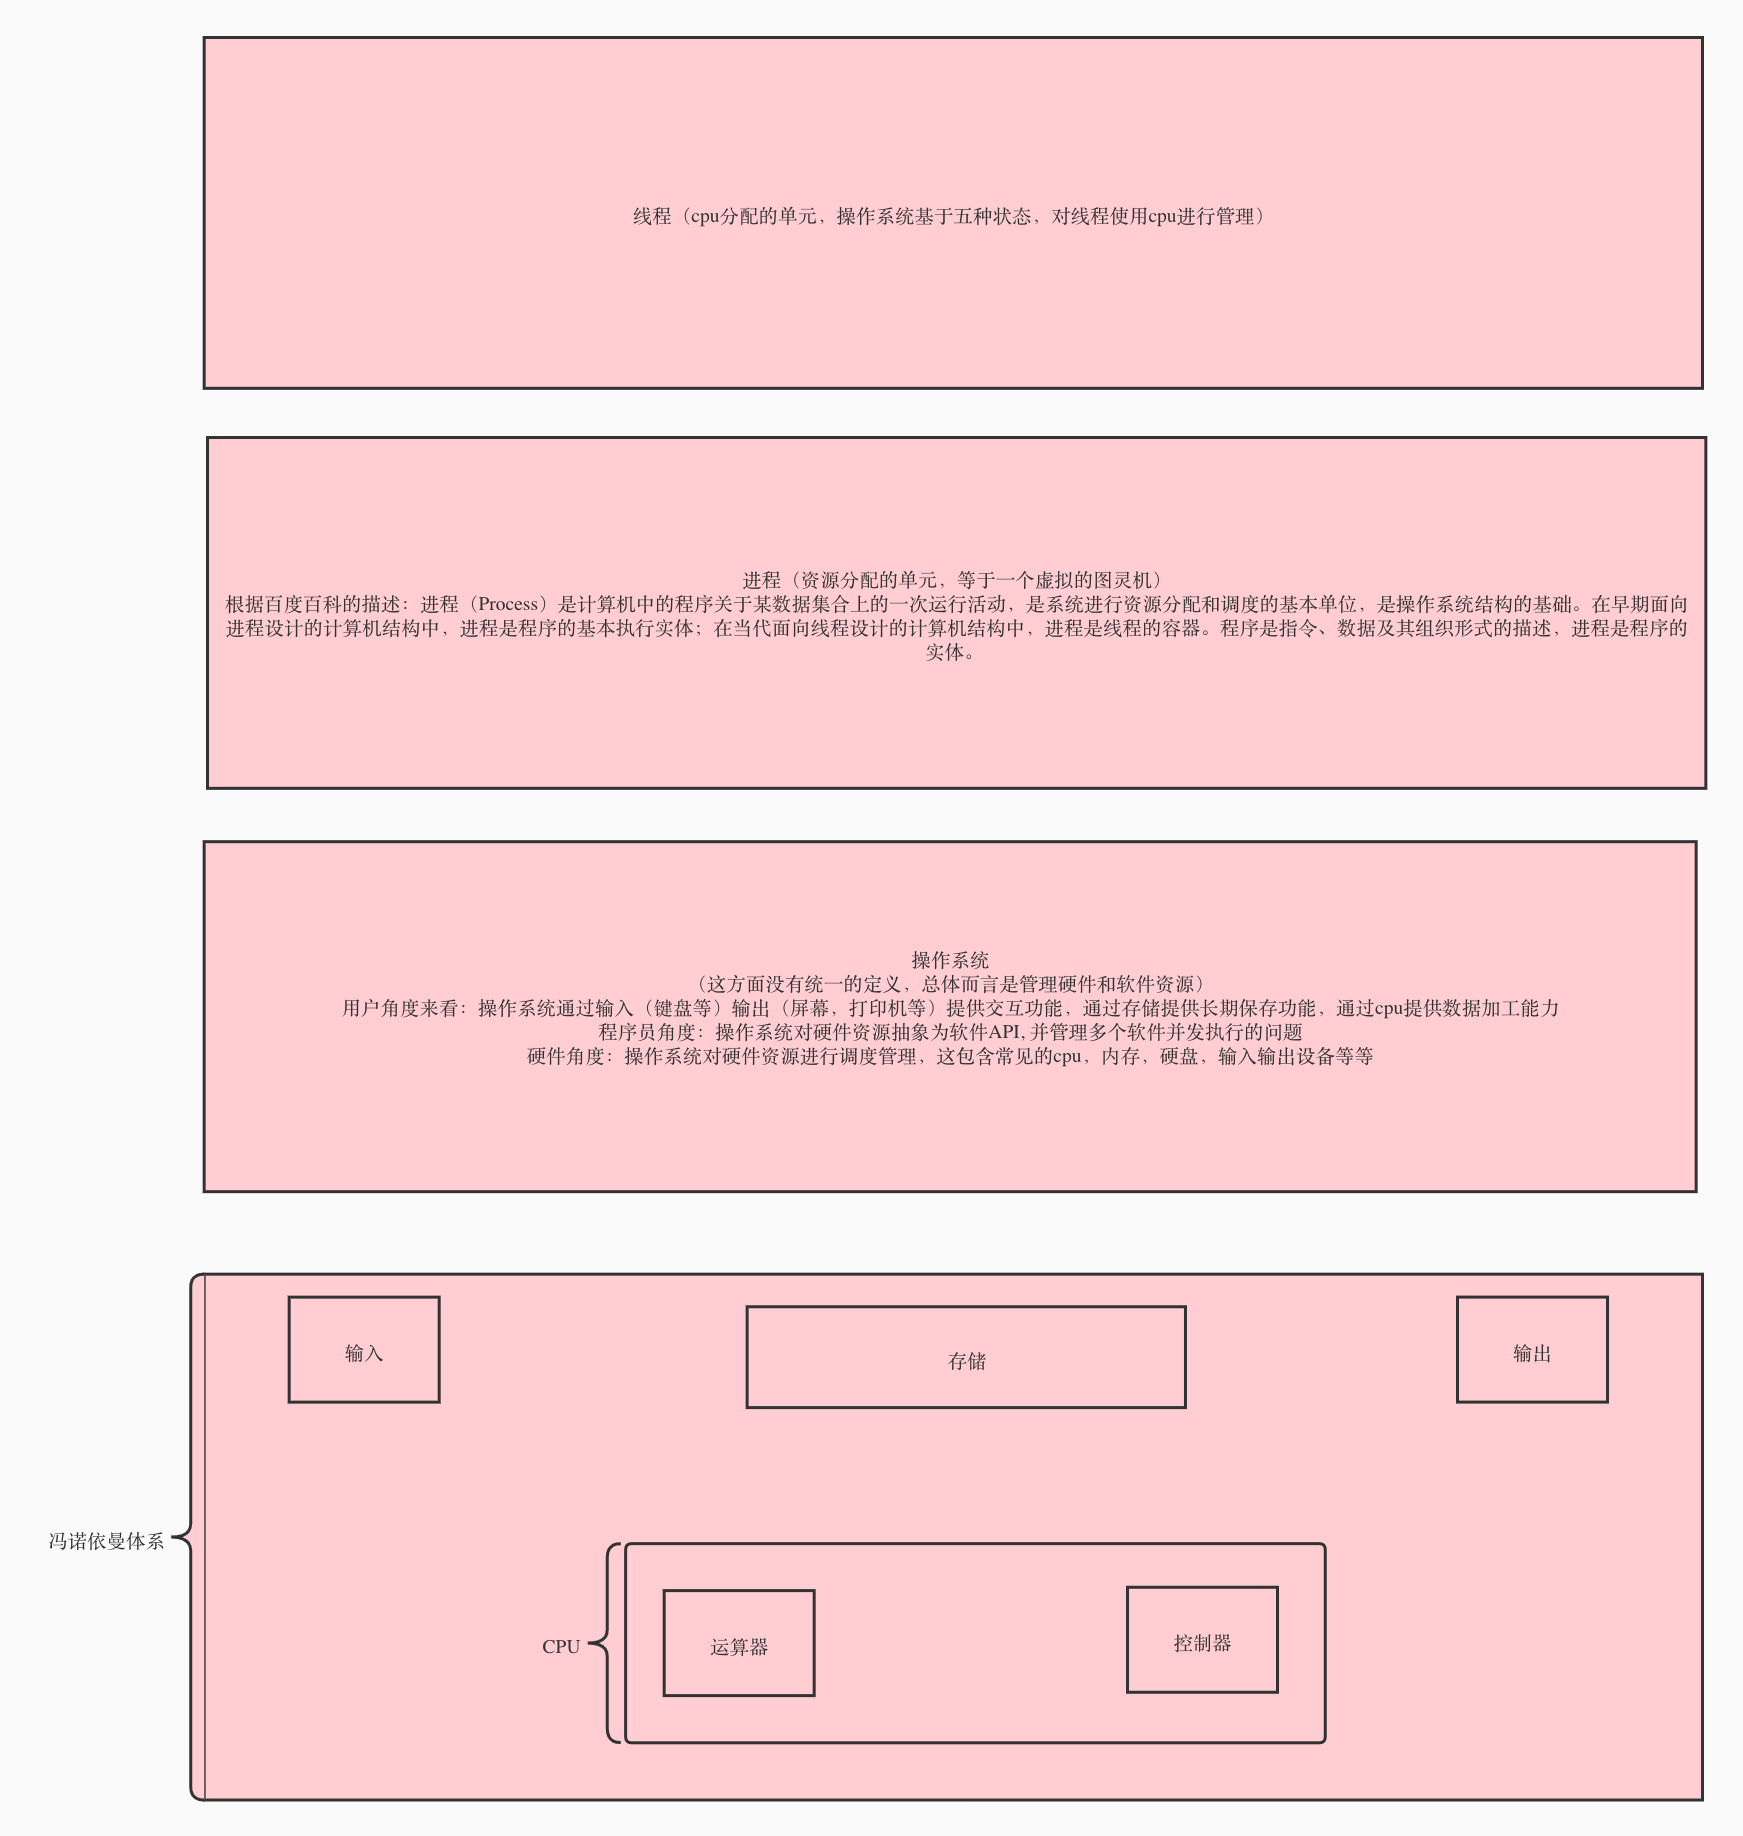 线程（cpu分配的单元，操作系统基于五种状态，对线程使用cpu进行管理）
进程（资源分配的单元，等于一个虚拟的图灵机）
根据百度百科的描述：进程（Process）是计算机中的程序关于某数据集合上的一次运行活动，是系统进行资源分配和调度的基本单位，是操作系统结构的基础。在早期面向
进程设计的计算机结构中，进程是程序的基本执行实体；在当代面向线程设计的计算机结构中，进程是线程的容器。程序是指令、数据及其组织形式的描述，进程是程序的
实体。
操作系统
（这方面没有统一的定义，总体而言是管理硬件和软件资源）
用户角度来看：操作系统通过输入（键盘等）输出（屏幕，打印机等）提供交互功能，通过存储提供长期保存功能，通过cpu提供数据加工能力
程序员角度：操作系统对硬件资源抽象为软件API, 并管理多个软件并发执行的问题
硬件角度：操作系统对硬件资源进行调度管理，这包含常见的cpu，内存，硬盘，输入输出设备等等
输入
存储
输出
冯诺依曼体系
CPU
运算器
控制器